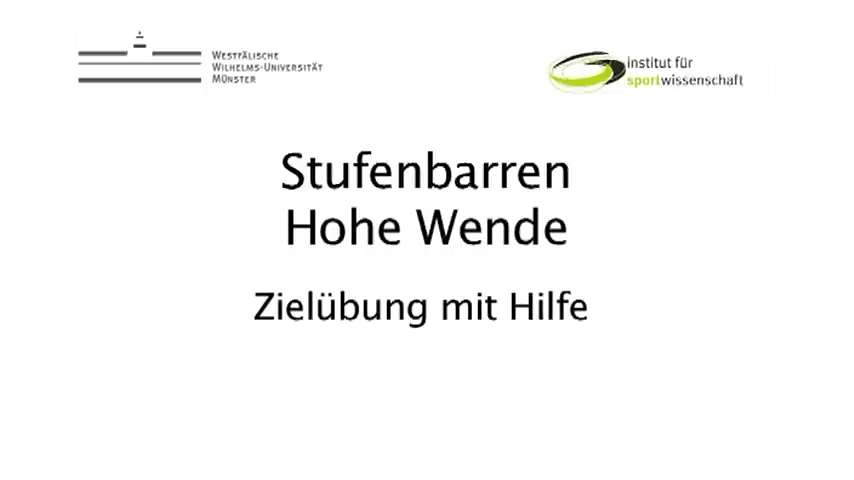 Westfälische
Wilhelms-Universität
Münster
institut für
sportwissenschaft
Stufenbarren
Hohe Wende
Zielübung mit Hilfe